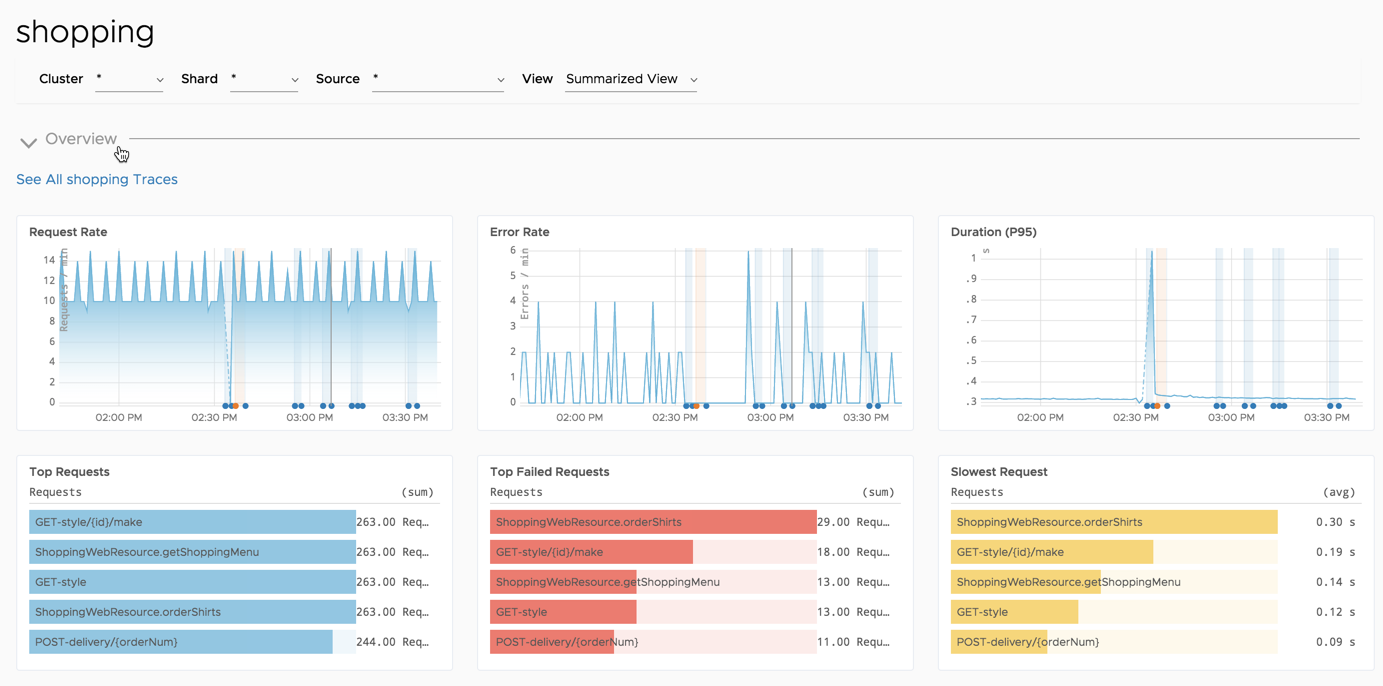 shopping
Cluster * Shard * Source * View Summarized View
Overview
See All shopping Traces
Request Rate
Requests / min
14
12
10
8
6
4
2
0
02:00 PM 02:30 PM 03:00 PM 03:30 PM
Error Rate
Errors / min
6
5
4
3
2
1
0
02:00 PM 02:30 PM 03:00 PM 03:30 PM
Duration (P95)
s
1
.9
.8
.7
.6
.5
.4
.3
02:00 PM 02:30 PM 03:00 PM 03:30 PM
Top Requests
Requests (sum)
GET-style/{id}/make 263.00 Req…
ShoppingWebResource.getShoppingMenu 263.00 Req…
GET-style 263.00 Req…
ShoppingWebResource.orderShirts 263.00 Req…
POST-delivery/{orderNum} 244.00 Req…
Top Failed Requests
Requests (sum)
ShoppingWebResource.orderShirts 29.00 Requ…
GET-style/{id}/make 18.00 Requ…
ShoppingWebResource.getShoppingMenu 13.00 Requ…
GET-style 13.00 Requ…
POST-delivery/{orderNum} 11.00 Requ…
Slowest Request
Requests (avg)
ShoppingWebResource.orderShirts 0.30 s
GET-style/{id}/make 0.19 s
ShoppingWebResource.getShoppingMenu 0.14 s
GET-style 0.12 s
POST-delivery/{orderNum} 0.09 s